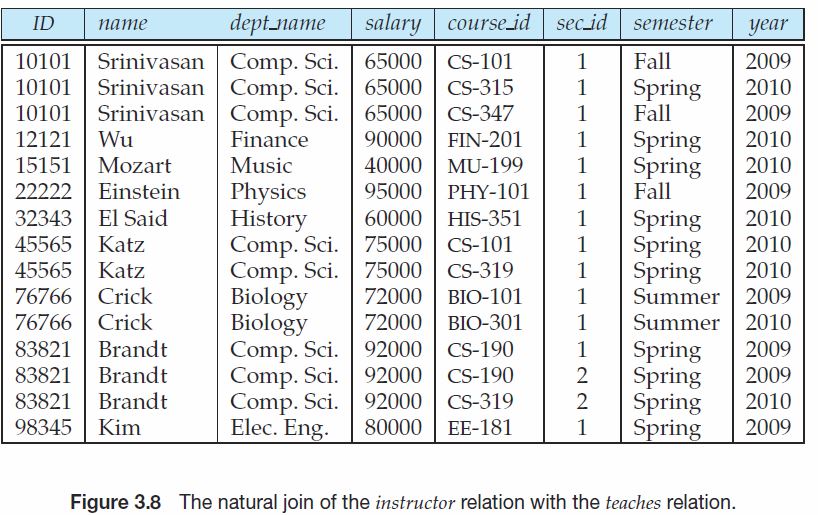 ID name dept_name salary course_id sec_id semester year
10101 Srinivasan Comp. Sci. 65000 CS-101 1 Fall 2009
10101 Srinivasan Comp. Sci. 65000 CS-315 1 Spring 2010
10101 Srinivasan Comp. Sci. 65000 CS-347 1 Fall 2009
12121 Wu Finance 90000 FIN-201 1 Spring 2010
15151 Mozart Music 40000 MU-199 1 Spring 2010
22222 Einstein Physics 95000 PHY-101 1 Fall 2009
32343 El Said History 60000 HIS-351 1 Spring 2010
45565 Katz Comp. Sci. 75000 CS-101 1 Spring 2010
45565 Katz Comp. Sci. 75000 CS-319 1 Spring 2010
76766 Crick Biology 72000 BIO-101 1 Summer 2009
76766 Crick Biology 72000 BIO-301 1 Summer 2010
83821 Brandt Comp. Sci. 92000 CS-190 1 Spring 2009
83821 Brandt Comp. Sci. 92000 CS-190 2 Spring 2009
83821 Brandt Comp. Sci. 92000 CS-319 2 Spring 2010
98345 Kim Elec. Eng. 80000 EE-181 1 Spring 2009
Figure 3.8 The natural join of the instructor relation with the teaches relation.